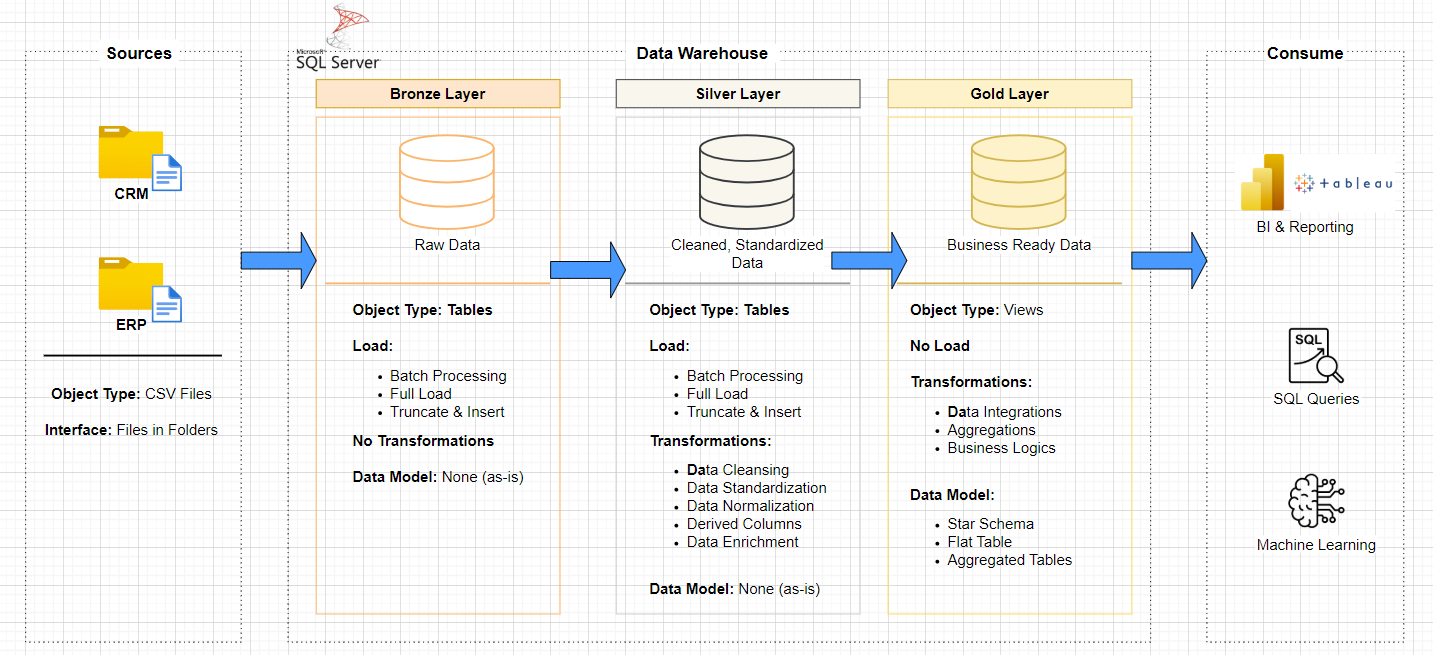 Sources
CRM
ERP
Object Type: CSV Files
Interface: Files in Folders
Microsoft
SQL Server
Data Warehouse
Bronze Layer
Raw Data
Object Type: Tables
Load:
• Batch Processing
• Full Load
• Truncate & Insert
No Transformations
Data Model: None (as-is)
Silver Layer
Cleaned, Standardized
Data
Object Type: Tables
Load:
• Batch Processing
• Full Load
• Truncate & Insert
Transformations:
• Data Cleansing
• Data Standardization
• Data Normalization
• Derived Columns
• Data Enrichment
Data Model: None (as-is)
Gold Layer
Business Ready Data
Object Type: Views
No Load
Transformations:
• Data Integrations
• Aggregations
• Business Logics
Data Model:
• Star Schema
• Flat Table
• Aggregated Tables
Consume
+ableau
BI & Reporting
SQL
SQL Queries
Machine Learning